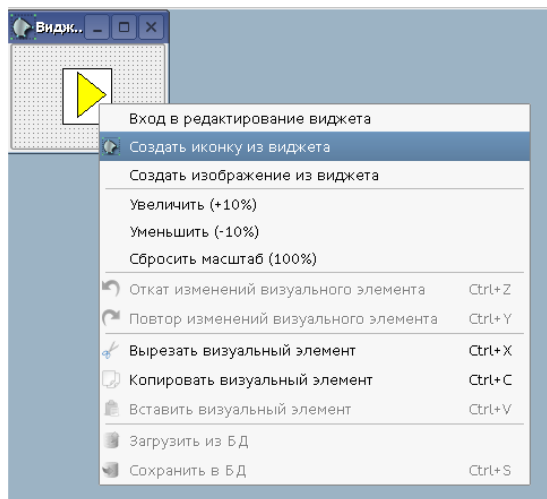 Видж..
Вход в редактирование виджета
Создать иконку из виджета
Создать изображение из виджета
Увеличить (+10%)
Уменьшить (-10%)
Сбросить масштаб (100%)
Откат изменений визуального элемента Ctrl+Z
Повтор изменений визуального элемента Ctrl+Y
Вырезать визуальный элемент Ctrl+X
Копировать визуальный элемент Ctrl+C
Вставить визуальный элемент Ctrl+V
Загрузить из БД
Сохранить в БД Ctrl+S